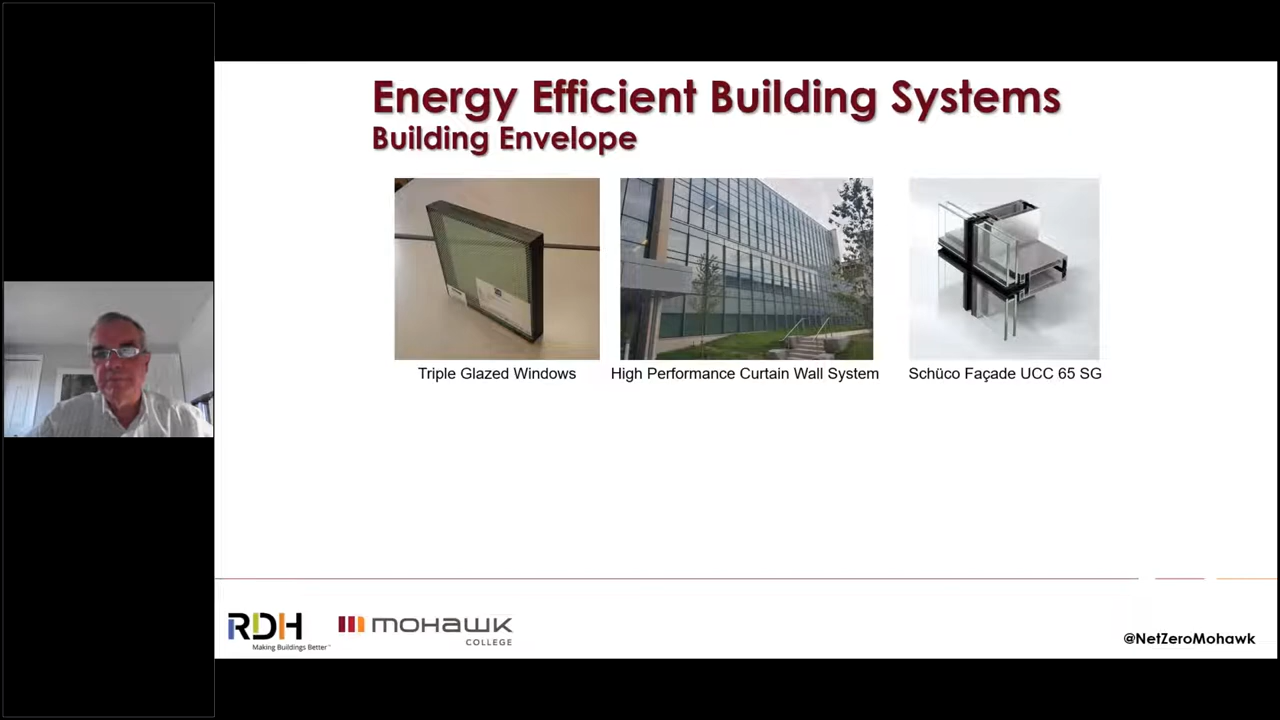 Energy Efficient Building Systems
Building Envelope
Triple Glazed Windows
High Performance Curtain Wall System
Schüco Façade UCC 65 SG
RDH
Making Buildings Better™
mohawk
COLLEGE
@NetZeroMohawk